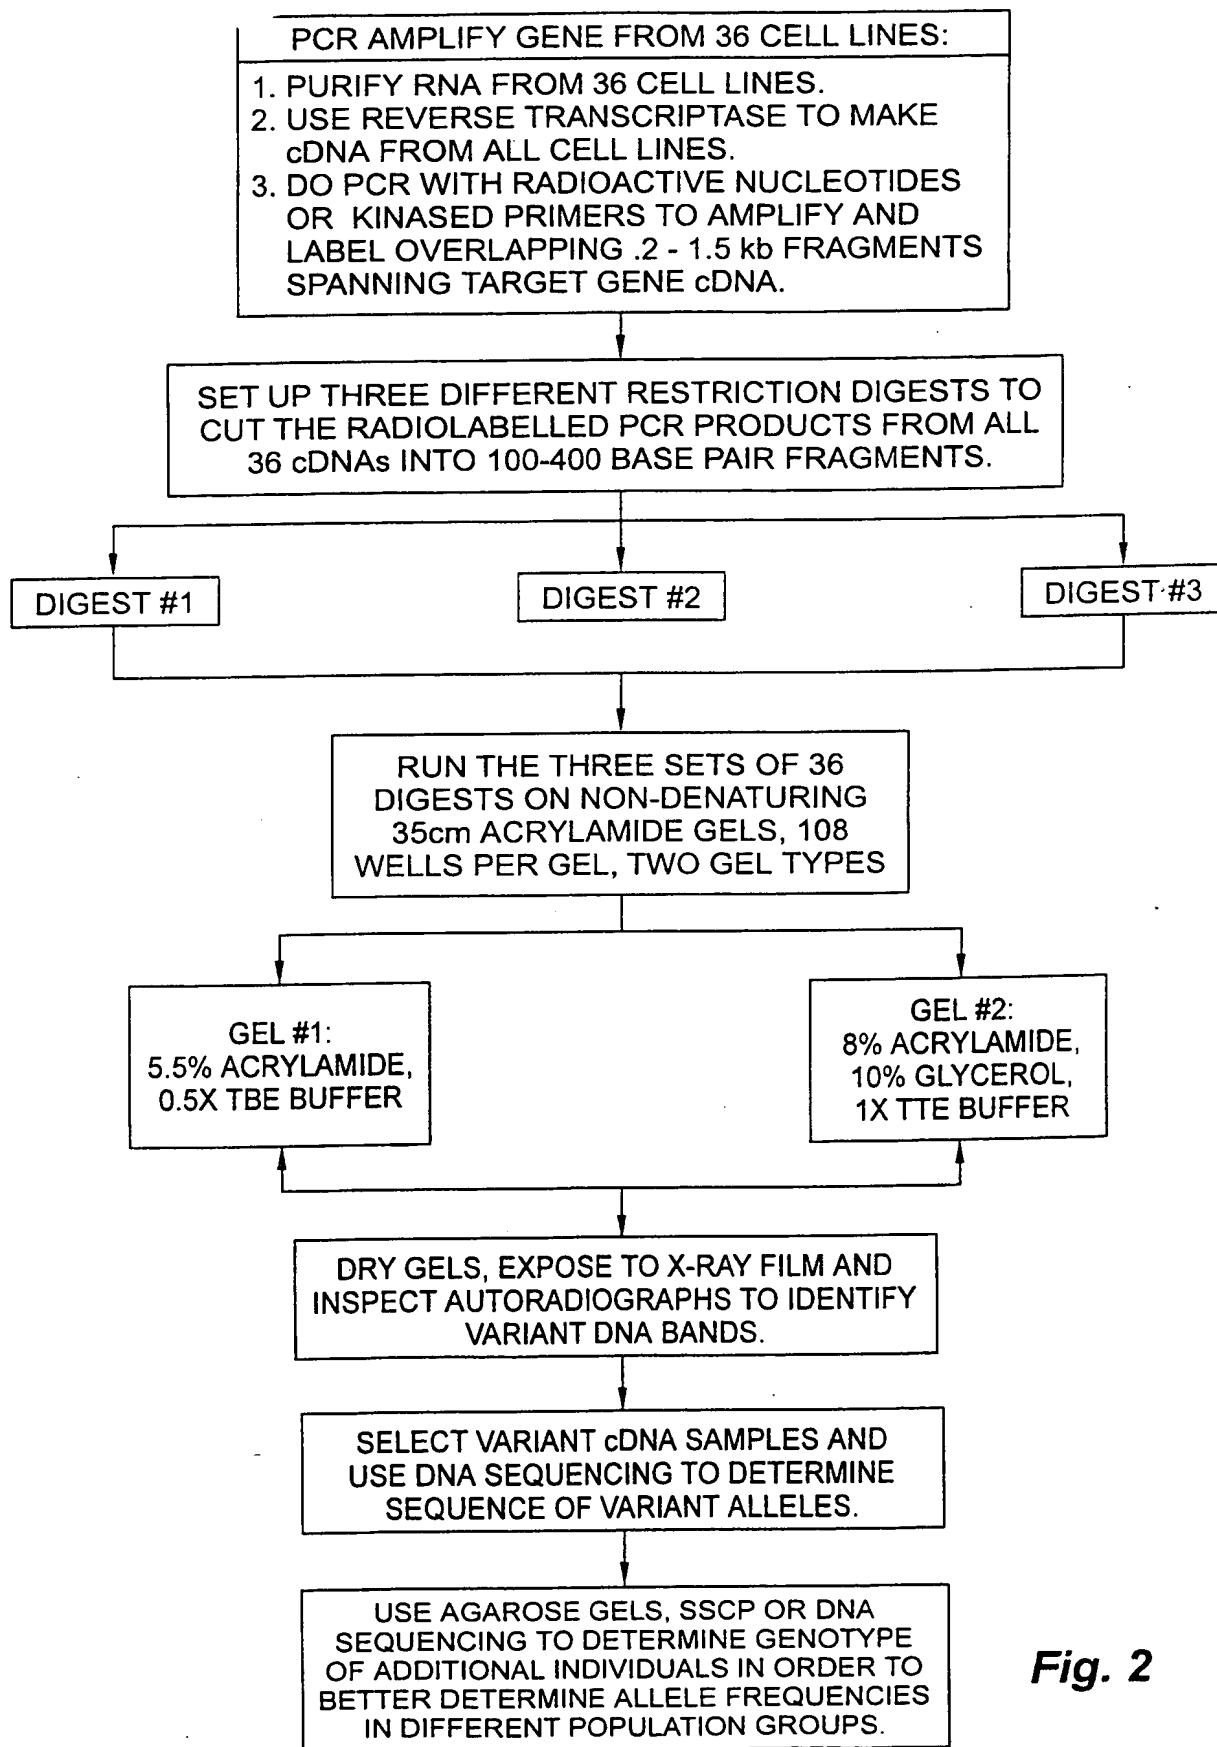 PCR AMPLIFY GENE FROM 36 CELL LINES:
1. PURIFY RNA FROM 36 CELL LINES.
2. USE REVERSE TRANSCRIPTASE TO MAKE
cDNA FROM ALL CELL LINES.
3. DO PCR WITH RADIOACTIVE NUCLEOTIDES
OR KINASED PRIMERS TO AMPLIFY AND
LABEL OVERLAPPING .2 - 1.5 kb FRAGMENTS
SPANNING TARGET GENE cDNA.
SET UP THREE DIFFERENT RESTRICTION DIGESTS TO
CUT THE RADIOLABELLED PCR PRODUCTS FROM ALL
36 cDNAs INTO 100-400 BASE PAIR FRAGMENTS.
DIGEST #1
DIGEST #2
DIGEST #3
RUN THE THREE SETS OF 36
DIGESTS ON NON-DENATURING
35cm ACRYLAMIDE GELS, 108
WELLS PER GEL, TWO GEL TYPES
GEL #1:
5.5% ACRYLAMIDE,
0.5X TBE BUFFER
GEL #2:
8% ACRYLAMIDE,
10% GLYCEROL,
1X TTE BUFFER
DRY GELS, EXPOSE TO X-RAY FILM AND
INSPECT AUTORADIOGRAPHS TO IDENTIFY
VARIANT DNA BANDS.
SELECT VARIANT cDNA SAMPLES AND
USE DNA SEQUENCING TO DETERMINE
SEQUENCE OF VARIANT ALLELES.
USE AGAROSE GELS, SSCP OR DNA
SEQUENCING TO DETERMINE GENOTYPE
OF ADDITIONAL INDIVIDUALS IN ORDER TO
BETTER DETERMINE ALLELE FREQUENCIES
IN DIFFERENT POPULATION GROUPS.
Fig. 2